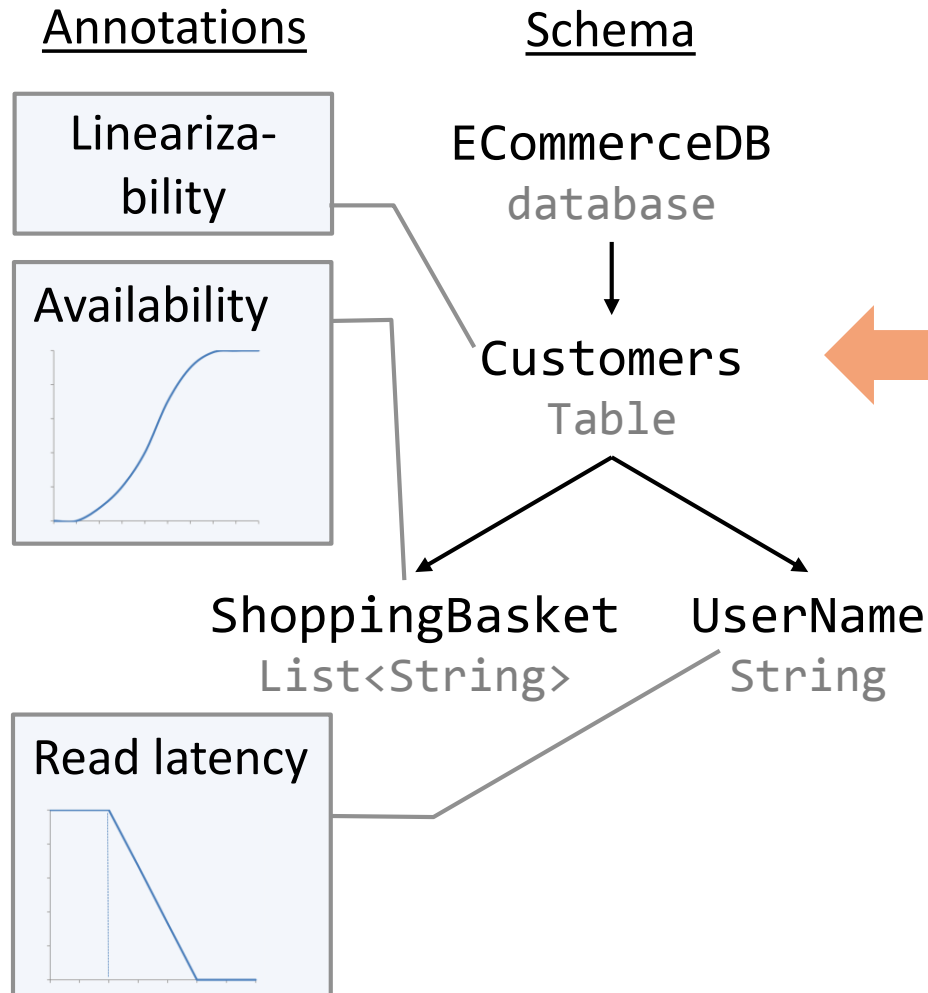 Annotations
Schema
Lineariza-
bility
ECommerceDB
database
Availability
Customers
Table
ShoppingBasket
List<String>
UserName
String
Read latency